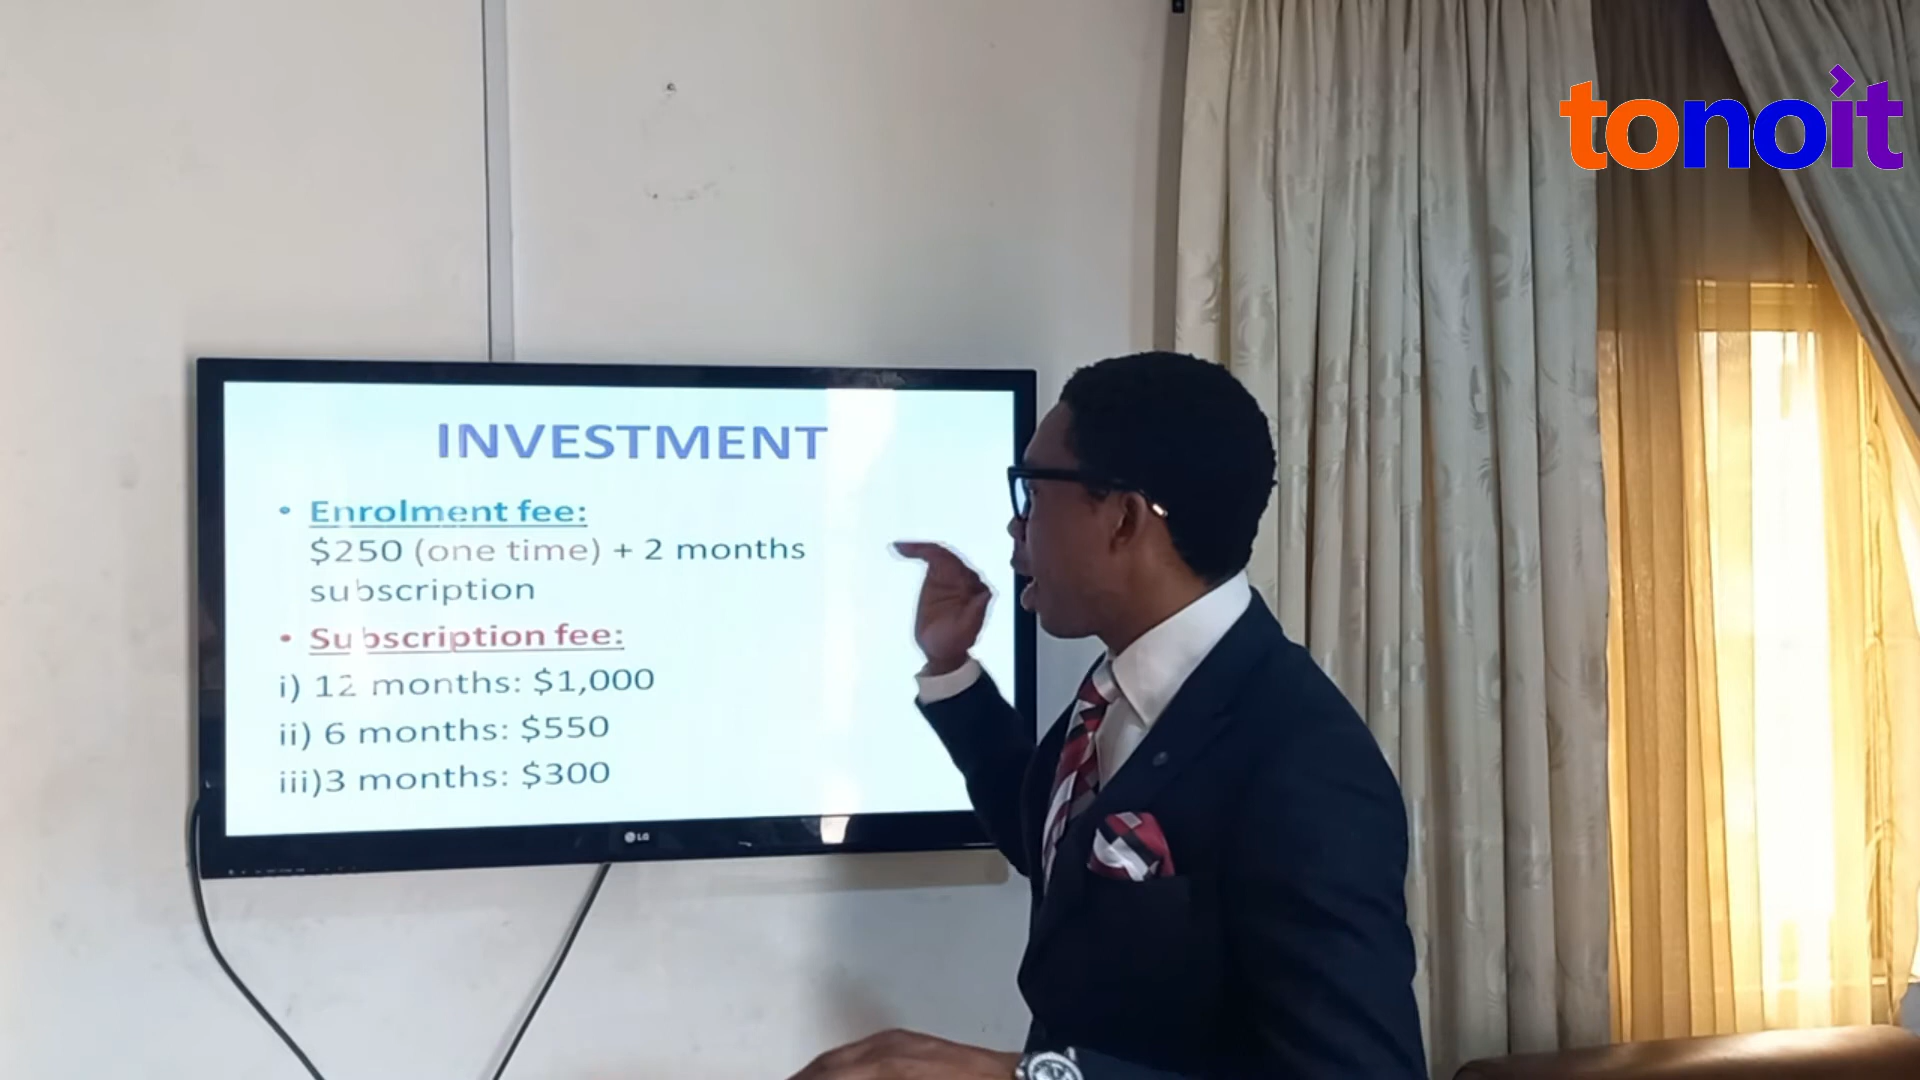 tonoit
INVESTMENT
• Enrolment fee:
$250 (one time) + 2 months
subscription
• Subscription fee:
i) 12 months: $1,000
ii) 6 months: $550
iii)3 months: $300
LG